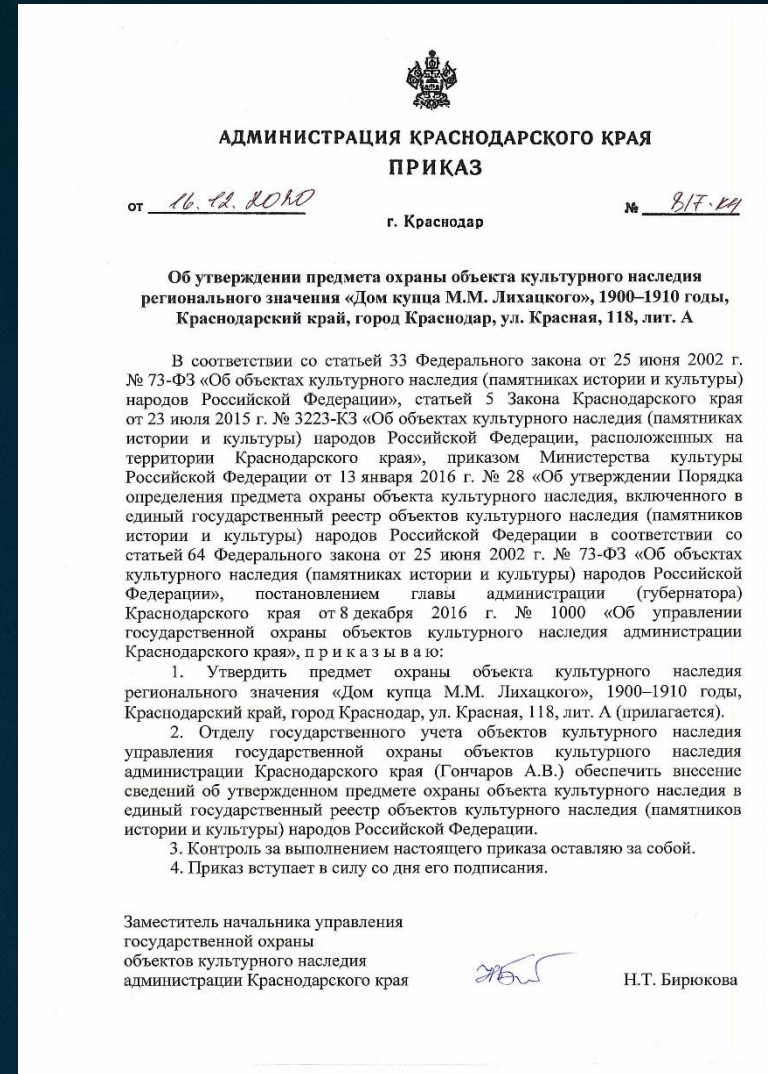 АДМИНИСТРАЦИЯ КРАСНОДАРСКОГО КРАЯ
ПРИКАЗ
от 16.12.2020 № 817-КН
г. Краснодар
Об утверждении предмета охраны объекта культурного наследия
регионального значения «Дом купца М.М. Лихацкого», 1900–1910 годы,
Краснодарский край, город Краснодар, ул. Красная, 118, лит. А
В соответствии со статьей 33 Федерального закона от 25 июня 2002 г.
№ 73-ФЗ «Об объектах культурного наследия (памятниках истории и культуры)
народов Российской Федерации», статьей 5 Закона Краснодарского края
от 23 июля 2015 г. № 3223-КЗ «Об объектах культурного наследия (памятниках
истории и культуры) народов Российской Федерации, расположенных на
территории Краснодарского края», приказом Министерства культуры
Российской Федерации от 13 января 2016 г. № 28 «Об утверждении Порядка
определения предмета охраны объекта культурного наследия, включенного в
единый государственный реестр объектов культурного наследия (памятников
истории и культуры) народов Российской Федерации в соответствии со
статьей 64 Федерального закона от 25 июня 2002 г. № 73-ФЗ «Об объектах
культурного наследия (памятниках истории и культуры) народов Российской
Федерации», постановлением главы администрации (губернатора)
Краснодарского края от 8 декабря 2016 г. № 1000 «Об управлении
государственной охраны объектов культурного наследия администрации
Краснодарского края», п р и к а з ы в а ю:
1. Утвердить предмет охраны объекта культурного наследия
регионального значения «Дом купца М.М. Лихацкого», 1900–1910 годы,
Краснодарский край, город Краснодар, ул. Красная, 118, лит. А (прилагается).
2. Отделу государственного учета объектов культурного наследия
управления государственной охраны объектов культурного наследия
администрации Краснодарского края (Гончаров А.В.) обеспечить внесение
сведений об утвержденном предмете охраны объекта культурного наследия в
единый государственный реестр объектов культурного наследия (памятников
истории и культуры) народов Российской Федерации.
3. Контроль за выполнением настоящего приказа оставляю за собой.
4. Приказ вступает в силу со дня его подписания.
Заместитель начальника управления
государственной охраны
объектов культурного наследия
администрации Краснодарского края Н.Т. Бирюкова